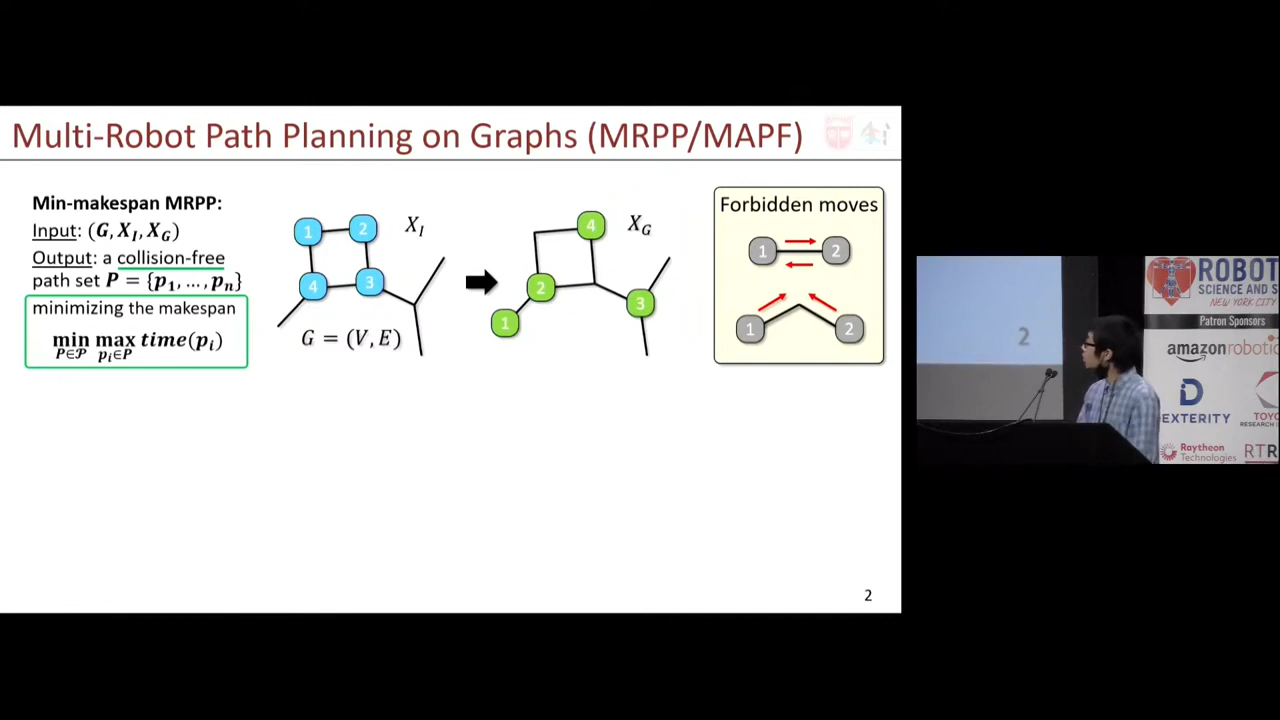 Multi-Robot Path Planning on Graphs (MRPP/MAPF)
Min-makespan MRPP:
Input: (G, X_I, X_G)
Output: a collision-free
path set P = {p_1, ..., p_n}
minimizing the makespan
min max time(p_i)
P∈𝒫 p_i∈P
1 2
4 3
X_I
G = (V, E)
4
2
1
3
X_G
Forbidden moves
1 2
1 2
2
2
ROBOT
SCIENCE AND S
NEW YORK CITY
Patron Sponsors
amazon robotic
DEXTERITY
TOYO
RESEARCH
Raytheon
Technologies
RTR